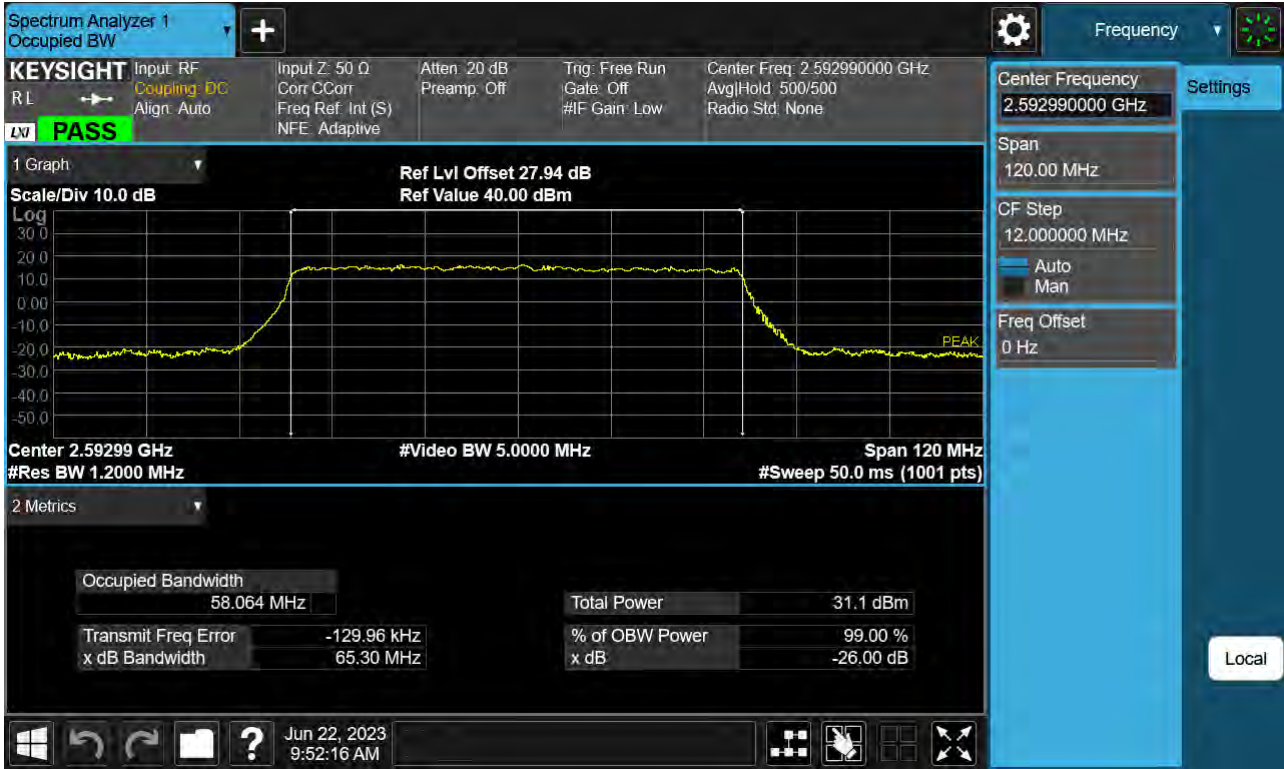 Spectrum Analyzer 1
Occupied BW
+
Frequency
KEYSIGHT
R L
LXI PASS
Input: RF
Coupling: DC
Align: Auto
Input Z: 50 Ω
Corr CCorr
Freq Ref: Int (S)
NFE: Adaptive
Atten: 20 dB
Preamp: Off
Trig: Free Run
Gate: Off
#IF Gain: Low
Center Freq: 2.592990000 GHz
Avg|Hold: 500/500
Radio Std: None
Center Frequency
2.592990000 GHz
Settings
Span
120.00 MHz
CF Step
12.000000 MHz
Auto
Man
Freq Offset
0 Hz
Local
1 Graph
Scale/Div 10.0 dB
Ref Lvl Offset 27.94 dB
Ref Value 40.00 dBm
Log
30.0
20.0
10.0
0.00
-10.0
-20.0
-30.0
-40.0
-50.0
PEAK
Center 2.59299 GHz
#Video BW 5.0000 MHz
Span 120 MHz
#Res BW 1.2000 MHz
#Sweep 50.0 ms (1001 pts)
2 Metrics
Occupied Bandwidth
58.064 MHz
Total Power 31.1 dBm
Transmit Freq Error -129.96 kHz
% of OBW Power 99.00 %
x dB Bandwidth 65.30 MHz
x dB -26.00 dB
?
Jun 22, 2023
9:52:16 AM